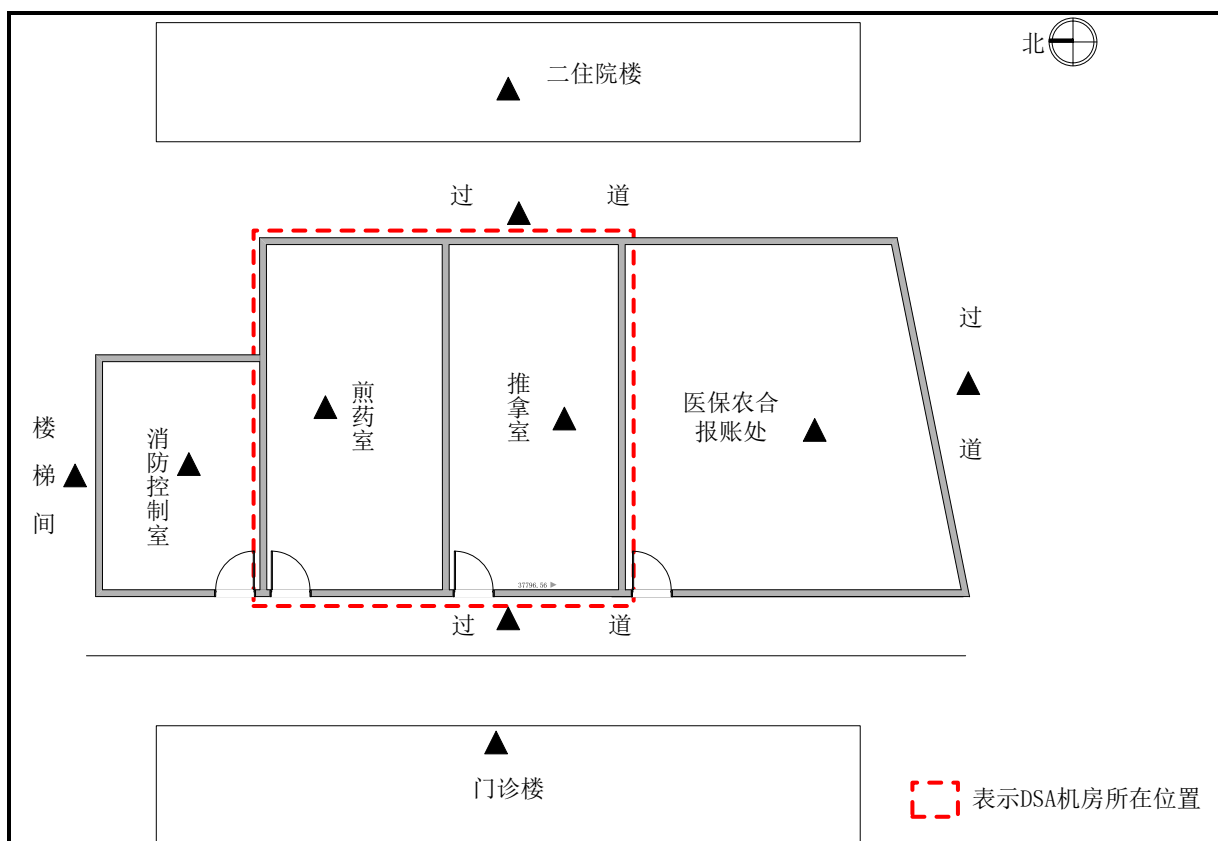 北
二住院楼
过 道
过
道
煎药室
推拿室
医保农合
报账处
楼
梯
间
消防控制室
37796.56
过 道
门诊楼
表示DSA机房所在位置